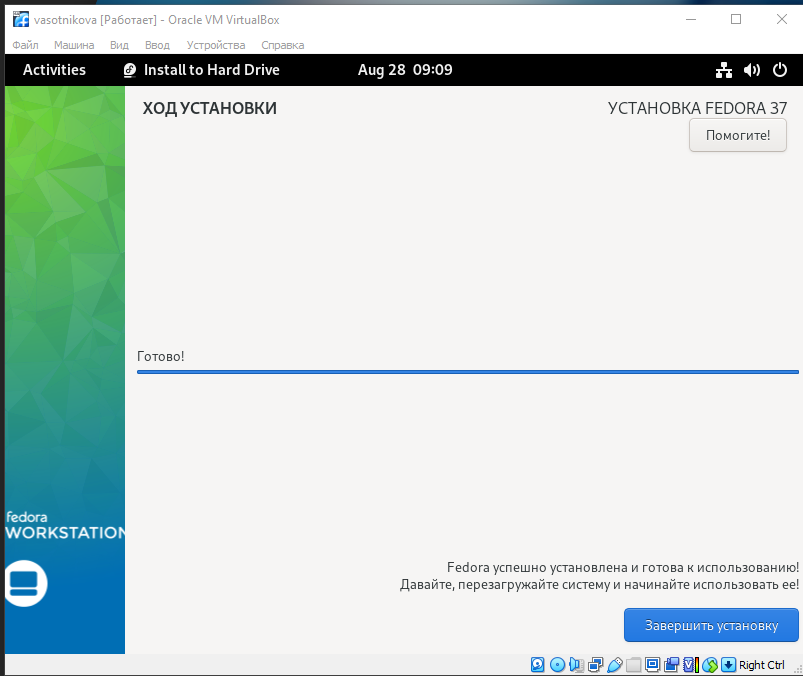 vasotnikova [Работает] - Oracle VM VirtualBox
Файл Машина Вид Ввод Устройства Справка
Activities Install to Hard Drive Aug 28 09:09
ХОД УСТАНОВКИ УСТАНОВКА FEDORA 37
Помогите!
Готово!
fedora
WORKSTATION
Fedora успешно установлена и готова к использованию!
Давайте, перезагружайте систему и начинайте использовать ее!
Завершить установку
Right Ctrl